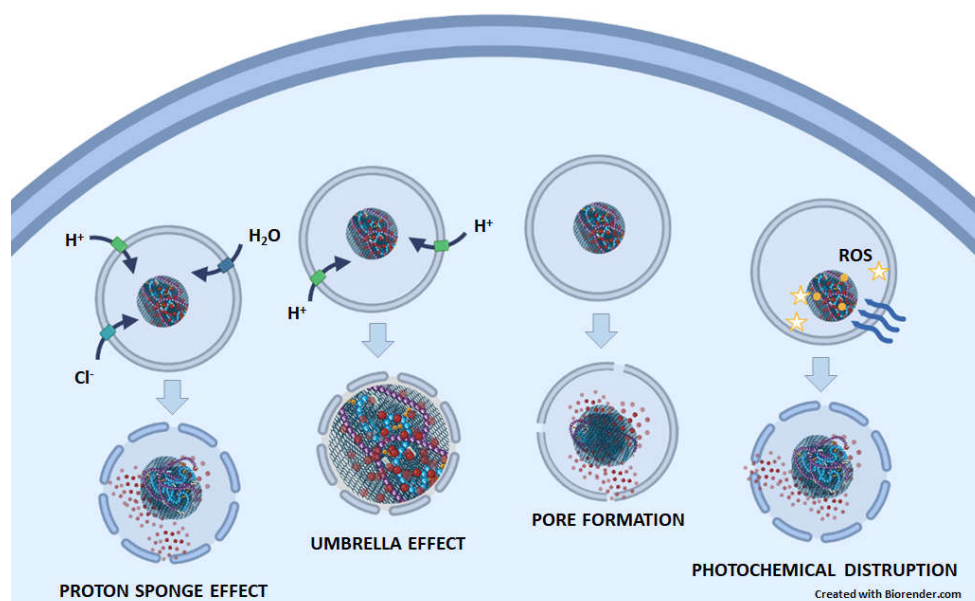 H⁺
H₂O
Cl⁻
PROTON SPONGE EFFECT
H⁺
H⁺
UMBRELLA EFFECT
PORE FORMATION
ROS
PHOTOCHEMICAL DISTRUPTION
Created with Biorender.com